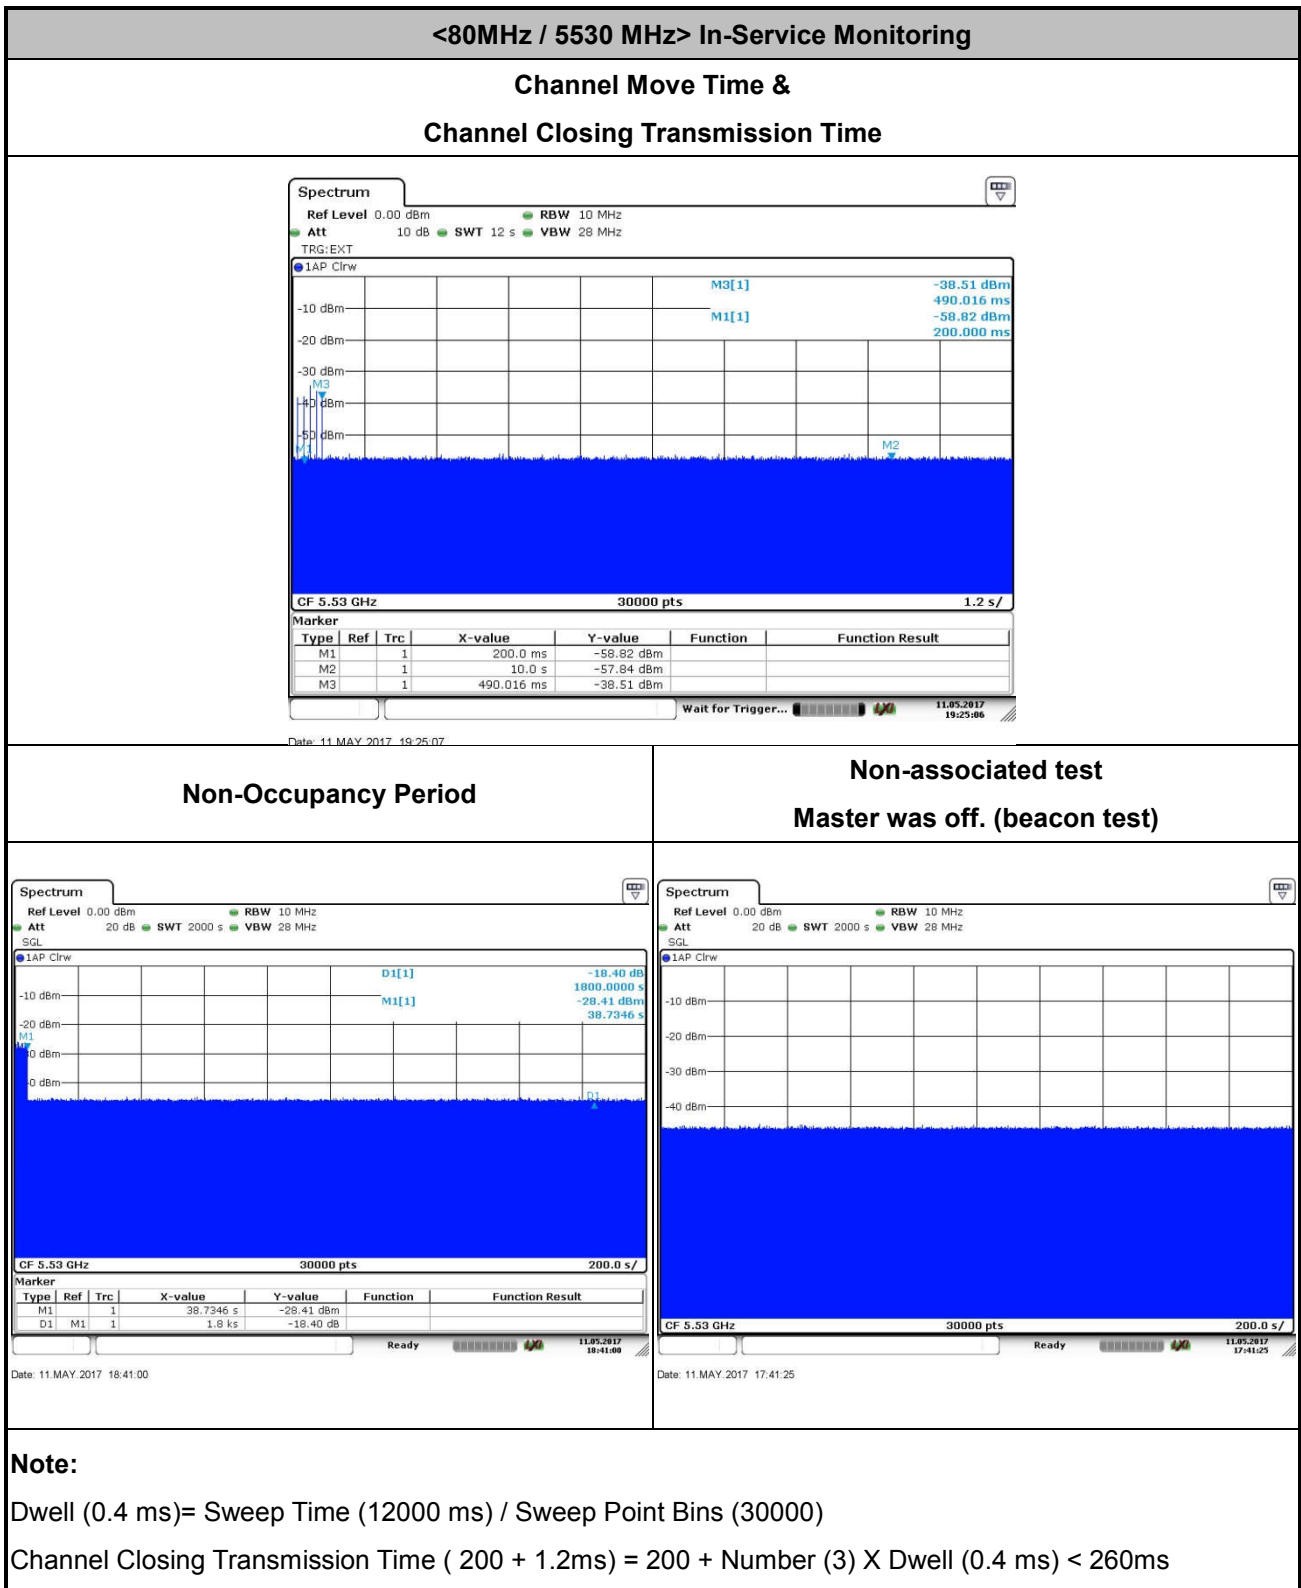 <80MHz / 5530 MHz> In-Service Monitoring
Channel Move Time &
Channel Closing Transmission Time
Spectrum
Ref Level 0.00 dBm RBW 10 MHz
Att 10 dB SWT 12 s VBW 28 MHz
TRG:EXT
1AP Clrw
M3[1] -38.51 dBm
490.016 ms
-10 dBm
M1[1] -58.82 dBm
200.000 ms
-20 dBm
-30 dBm
M3
-40 dBm
-50 dBm
M1
M2
CF 5.53 GHz 30000 pts 1.2 s/
Marker
Type Ref Trc X-value Y-value Function Function Result
M1 1 200.0 ms -58.82 dBm
M2 1 10.0 s -57.84 dBm
M3 1 490.016 ms -38.51 dBm
Wait for Trigger... LXI 11.05.2017
19:25:06
Date: 11.MAY.2017 19:25:07
Non-Occupancy Period
Non-associated test
Master was off. (beacon test)
Spectrum
Ref Level 0.00 dBm RBW 10 MHz
Att 20 dB SWT 2000 s VBW 28 MHz
SGL
1AP Clrw
D1[1] -18.40 dB
1800.0000 s
-10 dBm
M1[1] -28.41 dBm
38.7346 s
-20 dBm
M1
0 dBm
0 dBm
D1
CF 5.53 GHz 30000 pts 200.0 s/
Marker
Type Ref Trc X-value Y-value Function Function Result
M1 1 38.7346 s -28.41 dBm
D1 M1 1 1.8 ks -18.40 dB
Ready LXI 11.05.2017
18:41:00
Date: 11.MAY.2017 18:41:00
Spectrum
Ref Level 0.00 dBm RBW 10 MHz
Att 20 dB SWT 2000 s VBW 28 MHz
SGL
1AP Clrw
-10 dBm
-20 dBm
-30 dBm
-40 dBm
CF 5.53 GHz 30000 pts 200.0 s/
Ready LXI 11.05.2017
17:41:25
Date: 11.MAY.2017 17:41:25
Note:
Dwell (0.4 ms)= Sweep Time (12000 ms) / Sweep Point Bins (30000)
Channel Closing Transmission Time ( 200 + 1.2ms) = 200 + Number (3) X Dwell (0.4 ms) < 260ms